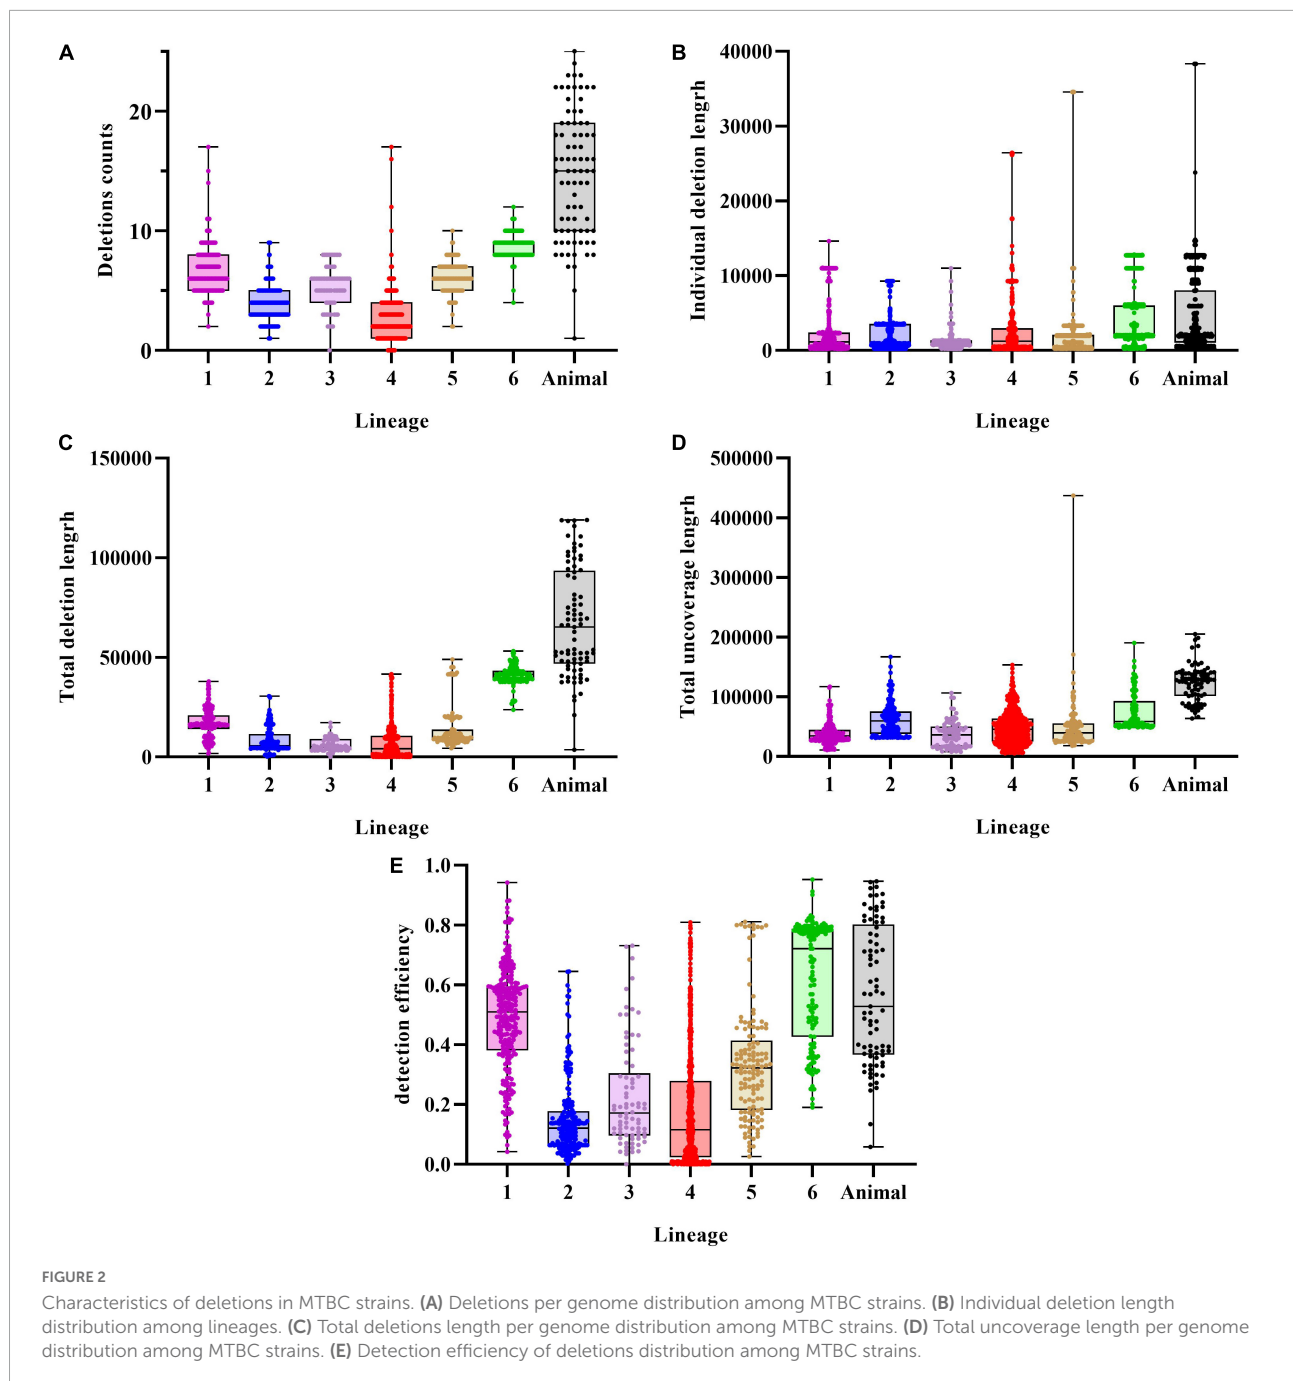 A
Deletions counts
20
10
0
1 2 3 4 5 6 Animal
Lineage
B
Individual deletion lengrh
40000
30000
20000
10000
0
1 2 3 4 5 6 Animal
Lineage
C
Total deletion lengrh
150000
100000
50000
0
1 2 3 4 5 6 Animal
Lineage
D
Total uncoverage lengrh
500000
400000
300000
200000
100000
0
1 2 3 4 5 6 Animal
Lineage
E
detection efficiency
1.0
0.8
0.6
0.4
0.2
0.0
1 2 3 4 5 6 Animal
Lineage
FIGURE 2
Characteristics of deletions in MTBC strains. (A) Deletions per genome distribution among MTBC strains. (B) Individual deletion length
distribution among lineages. (C) Total deletions length per genome distribution among MTBC strains. (D) Total uncoverage length per genome
distribution among MTBC strains. (E) Detection efficiency of deletions distribution among MTBC strains.